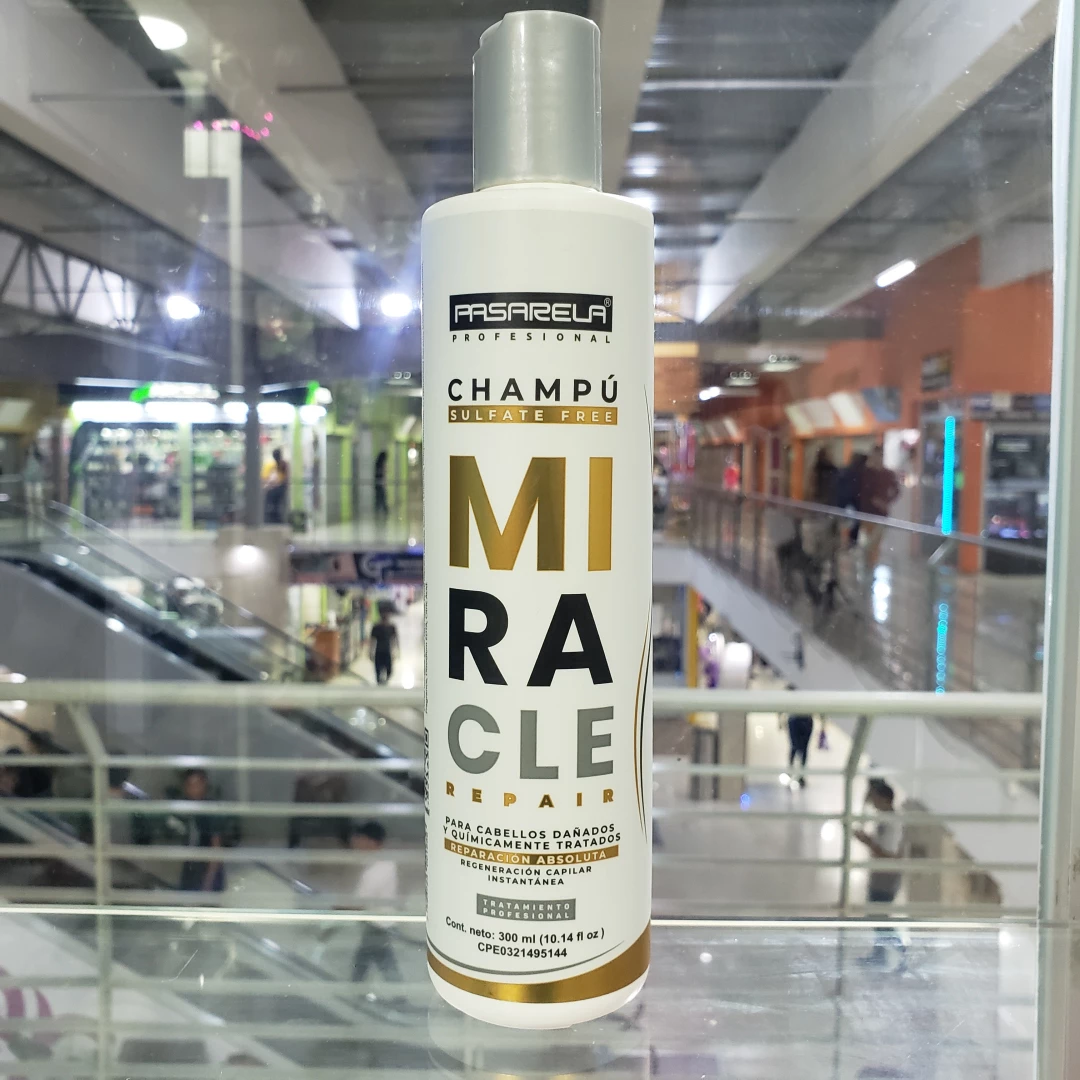 PASARELA®
PROFESIONAL
CHAMPÚ
SULFATE FREE
MI
RA
CLE
REPAIR
PARA CABELLOS DAÑADOS
Y QUÍMICAMENTE TRATADOS
REPARACIÓN ABSOLUTA
REGENERACIÓN CAPILAR
INSTANTÁNEA
TRATAMIENTO
PROFESIONAL
Cont. neto: 300 ml (10.14 fl oz )
CPE0321495144